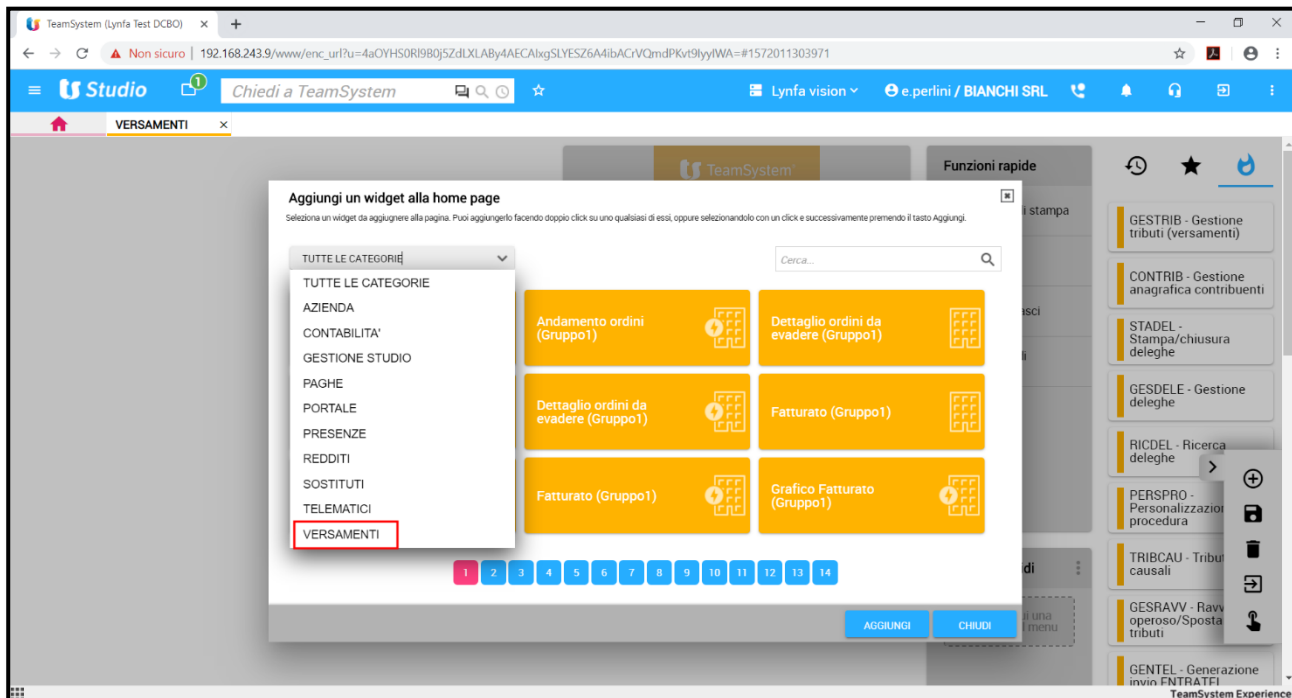 TeamSystem (Lynfa Test DCBO)
Non sicuro | 192.168.243.9/www/enc_url?u=4aOYHS0RI9B0j5ZdLXLABy4AECAlxgSLYESZ6A4ibACrVQmdPKvt9IyyIWA=#1572011303971
Studio
1
Chiedi a TeamSystem
Lynfa vision
e.perlini / BIANCHI SRL
VERSAMENTI
TeamSystem
Funzioni rapide
Aggiungi un widget alla home page
Seleziona un widget da aggiugnere alla pagina. Puoi aggiungerlo facendo doppio click su uno qualsiasi di essi, oppure selezionandolo con un click e successivamente premendo il tasto Aggiungi.
TUTTE LE CATEGORIE
Cerca...
TUTTE LE CATEGORIE
AZIENDA
CONTABILITA'
GESTIONE STUDIO
PAGHE
PORTALE
PRESENZE
REDDITI
SOSTITUTI
TELEMATICI
VERSAMENTI
Andamento ordini
(Gruppo1)
Dettaglio ordini da
evadere (Gruppo1)
Dettaglio ordini da
evadere (Gruppo1)
Fatturato (Gruppo1)
Fatturato (Gruppo1)
Grafico Fatturato
(Gruppo1)
1 2 3 4 5 6 7 8 9 10 11 12 13 14
AGGIUNGI
CHIUDI
i stampa
asci
di
GESTRIB - Gestione
tributi (versamenti)
CONTRIB - Gestione
anagrafica contribuenti
STADEL -
Stampa/chiusura
deleghe
GESDELE - Gestione
deleghe
RICDEL - Ricerca
deleghe
PERSPRO -
Personalizzazion
procedura
TRIBCAU - Tribu
causali
GESRAVV - Ravv
operoso/Sposta
tributi
GENTEL - Generazione
invio ENTRATEL
TeamSystem Experience